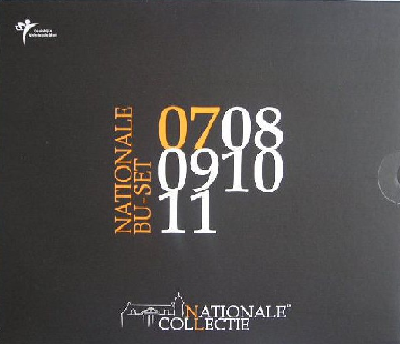 NATIONALE
BU-SET
0708
0910
11
NATIONALE
COLLECTIE